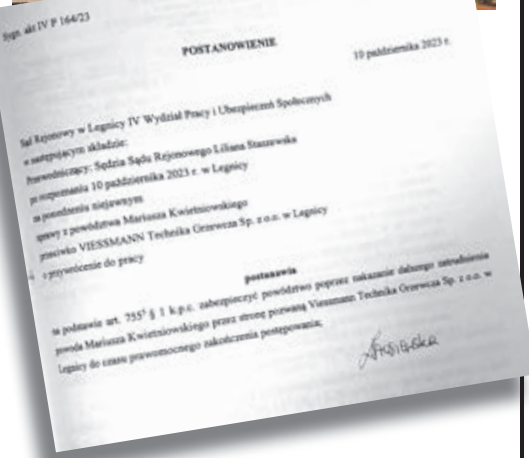 Sygn. akt IV P 164/23
POSTANOWIENIE
10 października 2023 r.
Sąd Rejonowy w Legnicy IV Wydział Pracy i Ubezpieczeń Społecznych
w następującym składzie:
Przewodniczący: Sędzia Sądu Rejonowego Liliana Staszewska
po rozpoznaniu 10 października 2023 r. w Legnicy
na posiedzeniu niejawnym
sprawy z powództwa Mariusza Kwietniowskiego
przeciwko VIESSMANN Technika Grzewcza Sp. z o.o. w Legnicy
o przywrócenie do pracy
postanawia
na podstawie art. 755⁵ § 1 k.p.c. zabezpieczyć powództwo poprzez nakazanie dalszego zatrudnienia
powoda Mariusza Kwietniowskiego przez stronę pozwaną Viessmann Technika Grzewcza Sp. z o.o. w
Legnicy do czasu prawomocnego zakończenia postępowania;